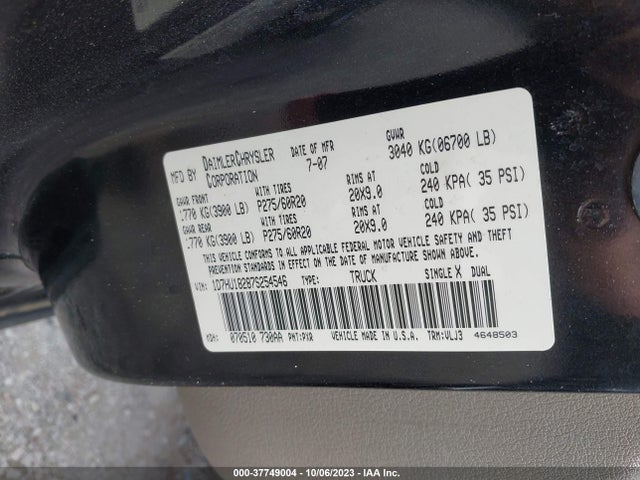 MFD BY DAIMLERCHRYSLER CORPORATION DATE OF MFR 7-07 GVWR 3040 KG(06700 LB)
GAWR FRONT WITH TIRES RIMS AT COLD
1770 KG(3900 LB) P275/60R20 20X9.0 240 KPA( 35 PSI)
GAWR REAR WITH TIRES RIMS AT COLD
1770 KG(3900 LB) P275/60R20 20X9.0 240 KPA( 35 PSI)
THIS VEHICLE CONFORMS TO ALL APPLICABLE FEDERAL MOTOR VEHICLE SAFETY AND THEFT
PREVENTION STANDARDS IN EFFECT ON THE DATE OF MANUFACTURE SHOWN ABOVE.
VIN: 1D7HU18287S254546 TYPE: TRUCK SINGLE X DUAL
MDH: 070510 730AA PNT:PXR VEHICLE MADE IN U.S.A. TRM:VLJ3 4648503
000-37749004 | 10/06/2023 | IAA Inc.